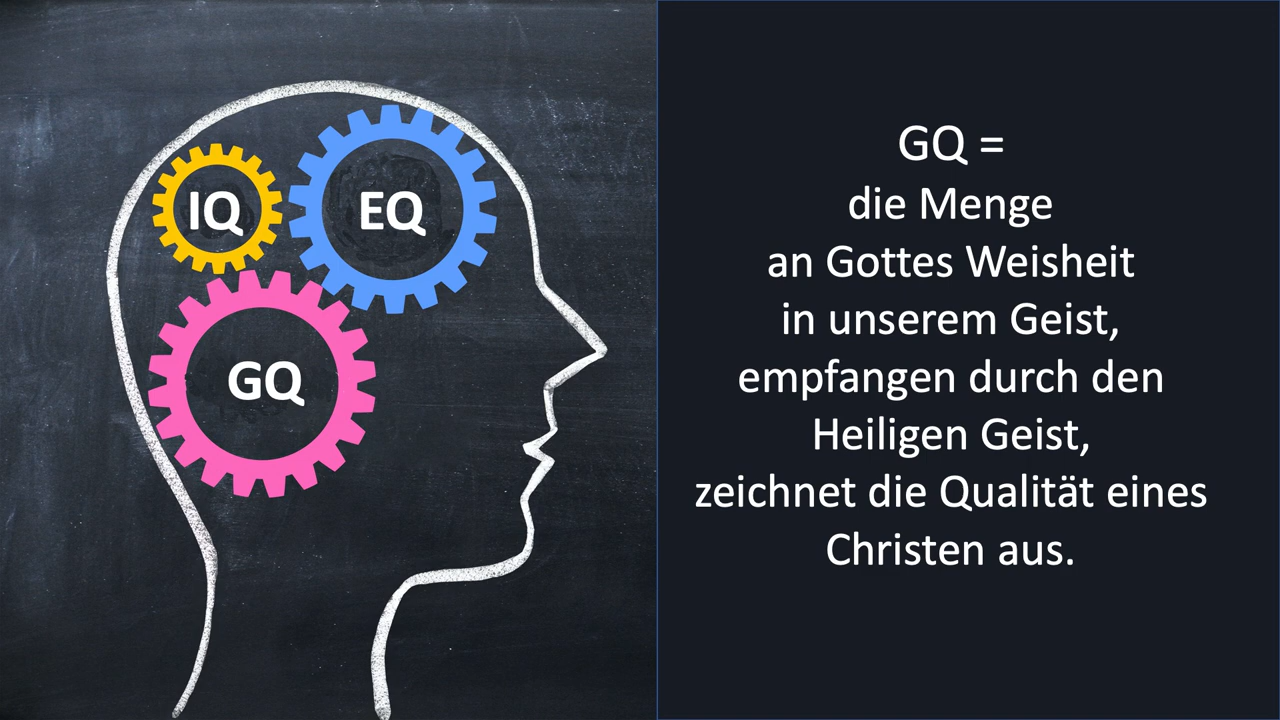 IQ
EQ
GQ
GQ =
die Menge
an Gottes Weisheit
in unserem Geist,
empfangen durch den
Heiligen Geist,
zeichnet die Qualität eines
Christen aus.